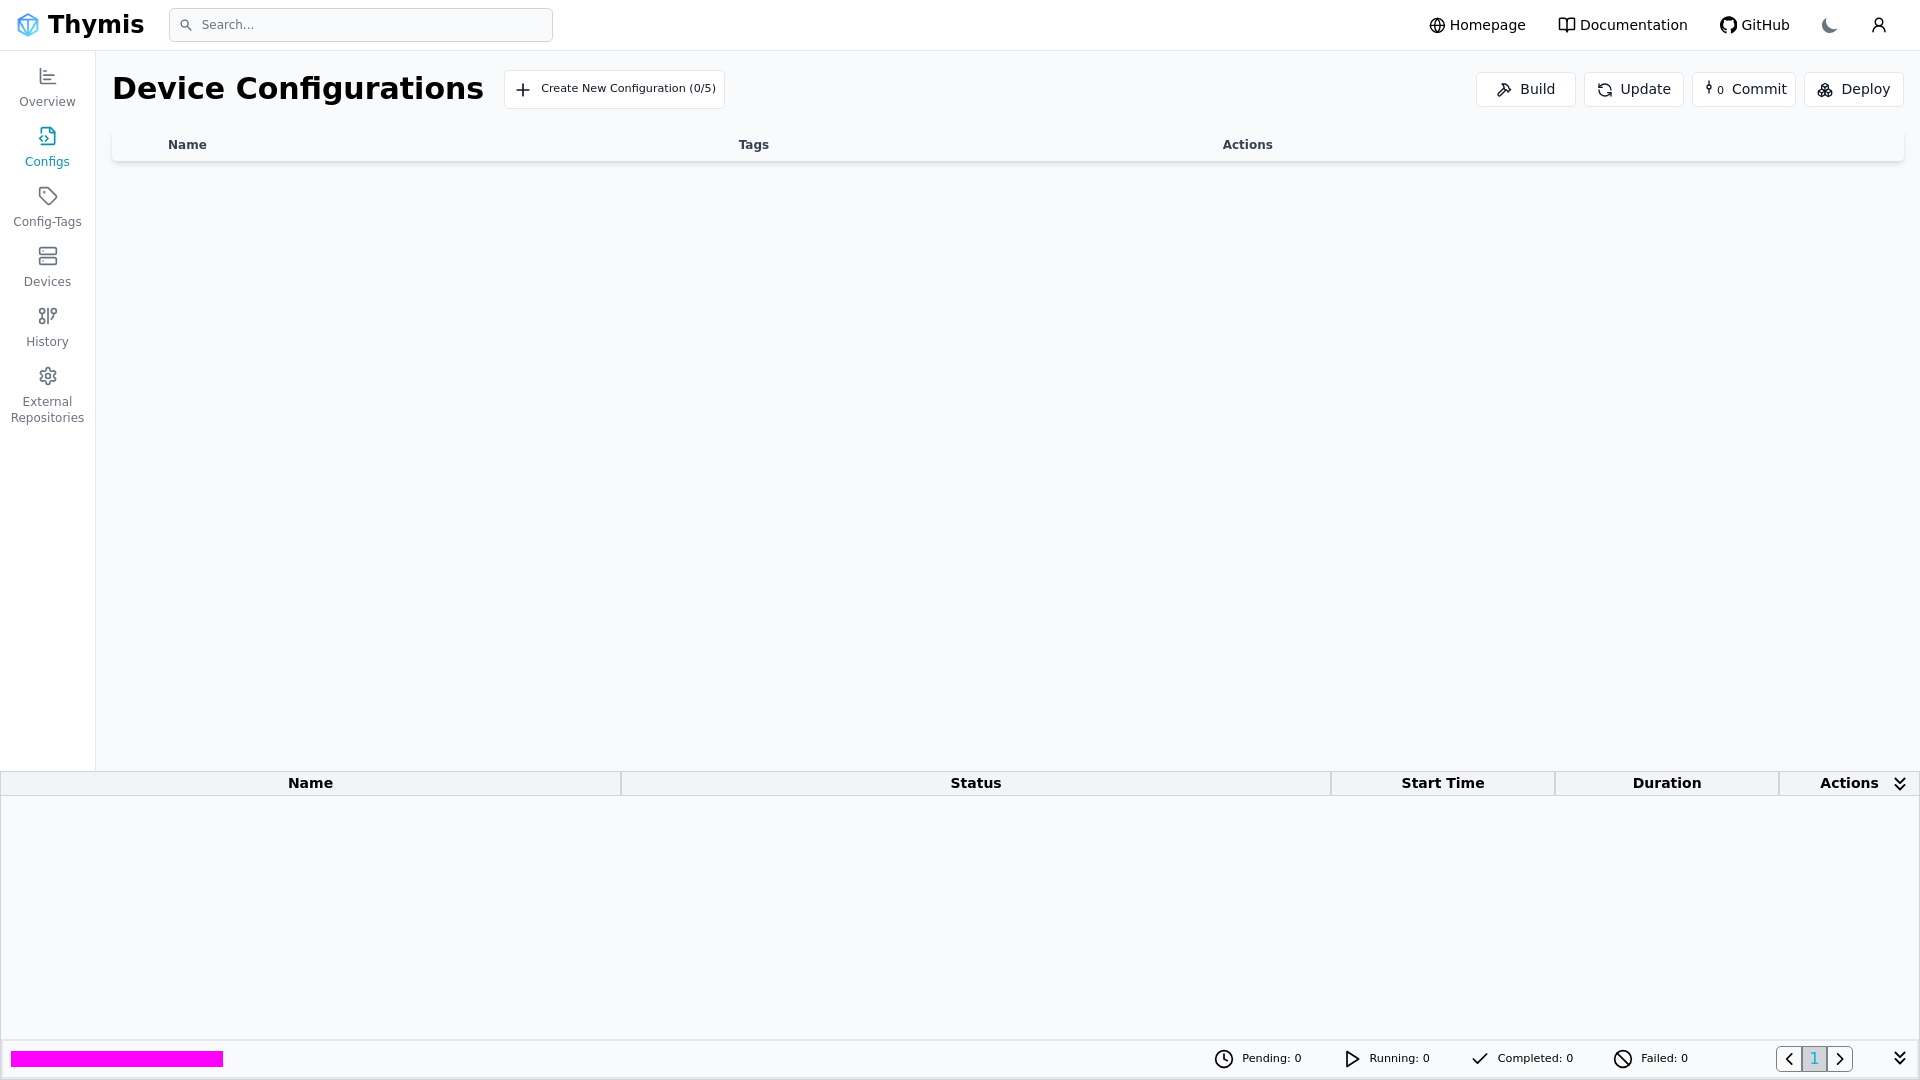 Thymis
Search...
Homepage
Documentation
GitHub
Overview
Configs
Config-Tags
Devices
History
External
Repositories
Device Configurations
Create New Configuration (0/5)
Build
Update
0 Commit
Deploy
Name Tags Actions
Name Status Start Time Duration Actions
Pending: 0
Running: 0
Completed: 0
Failed: 0
1